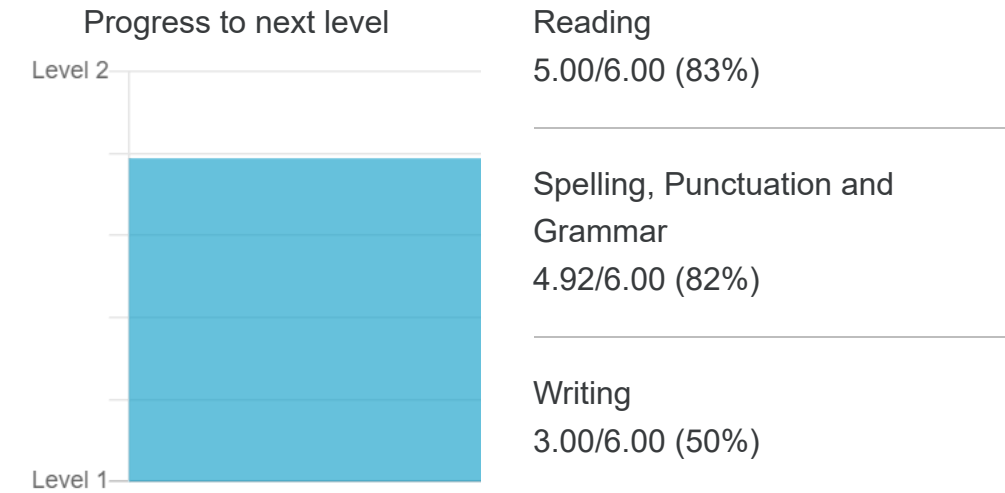 Progress to next level
Level 2
Level 1
Reading
5.00/6.00 (83%)
Spelling, Punctuation and
Grammar
4.92/6.00 (82%)
Writing
3.00/6.00 (50%)